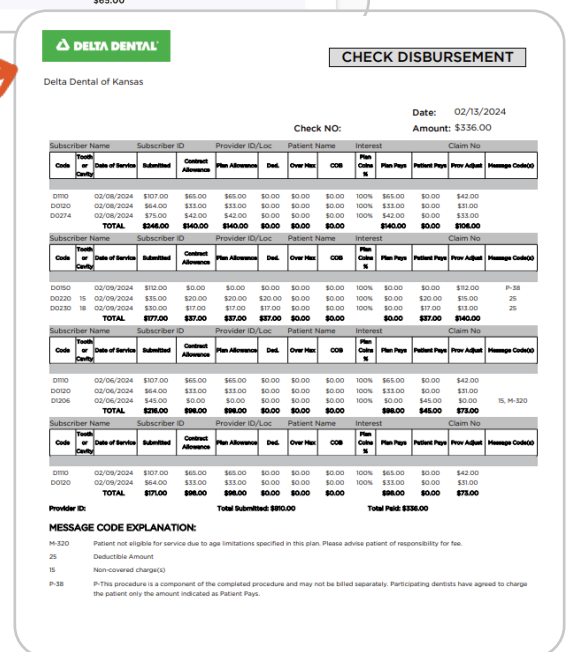 $65.00
DELTA DENTAL
CHECK DISBURSEMENT
Delta Dental of Kansas
Date: 02/13/2024
Check NO: Amount: $336.00
Subscriber Name Subscriber ID Provider ID/Loc Patient Name Interest Claim No
Code Tooth or Cavity Date of Service Submitted Contract Allowance Plan Allowance Ded. Over Max COB Plan Coins % Plan Pays Patient Pays Prov Adjust Message Code(s)
D1110 02/08/2024 $107.00 $65.00 $65.00 $0.00 $0.00 $0.00 100% $65.00 $0.00 $42.00
D0120 02/08/2024 $64.00 $33.00 $33.00 $0.00 $0.00 $0.00 100% $33.00 $0.00 $31.00
D0274 02/08/2024 $75.00 $42.00 $42.00 $0.00 $0.00 $0.00 100% $42.00 $0.00 $33.00
TOTAL $246.00 $140.00 $140.00 $0.00 $0.00 $0.00 $140.00 $0.00 $106.00
Subscriber Name Subscriber ID Provider ID/Loc Patient Name Interest Claim No
Code Tooth or Cavity Date of Service Submitted Contract Allowance Plan Allowance Ded. Over Max COB Plan Coins % Plan Pays Patient Pays Prov Adjust Message Code(s)
D0150 02/09/2024 $112.00 $0.00 $0.00 $0.00 $0.00 $0.00 100% $0.00 $0.00 $112.00 P-38
D0220 15 02/09/2024 $35.00 $20.00 $20.00 $20.00 $0.00 $0.00 100% $0.00 $20.00 $15.00 25
D0230 18 02/09/2024 $30.00 $17.00 $17.00 $17.00 $0.00 $0.00 100% $0.00 $17.00 $13.00 25
TOTAL $177.00 $37.00 $37.00 $37.00 $0.00 $0.00 $0.00 $37.00 $140.00
Subscriber Name Subscriber ID Provider ID/Loc Patient Name Interest Claim No
Code Tooth or Cavity Date of Service Submitted Contract Allowance Plan Allowance Ded. Over Max COB Plan Coins % Plan Pays Patient Pays Prov Adjust Message Code(s)
D1110 02/06/2024 $107.00 $65.00 $65.00 $0.00 $0.00 $0.00 100% $65.00 $0.00 $42.00
D0120 02/06/2024 $64.00 $33.00 $33.00 $0.00 $0.00 $0.00 100% $33.00 $0.00 $31.00
D1206 02/06/2024 $45.00 $0.00 $0.00 $0.00 $0.00 $0.00 100% $0.00 $45.00 $0.00 15, M-320
TOTAL $216.00 $98.00 $98.00 $0.00 $0.00 $0.00 $98.00 $45.00 $73.00
Subscriber Name Subscriber ID Provider ID/Loc Patient Name Interest Claim No
Code Tooth or Cavity Date of Service Submitted Contract Allowance Plan Allowance Ded. Over Max COB Plan Coins % Plan Pays Patient Pays Prov Adjust Message Code(s)
D1110 02/09/2024 $107.00 $65.00 $65.00 $0.00 $0.00 $0.00 100% $65.00 $0.00 $42.00
D0120 02/09/2024 $64.00 $33.00 $33.00 $0.00 $0.00 $0.00 100% $33.00 $0.00 $31.00
TOTAL $171.00 $98.00 $98.00 $0.00 $0.00 $0.00 $98.00 $0.00 $73.00
Provider ID: Total Submitted: $810.00 Total Paid: $336.00
MESSAGE CODE EXPLANATION:
M-320 Patient not eligible for service due to age limitations specified in this plan. Please advise patient of responsibility for fee.
25 Deductible Amount
15 Non-covered charge(s)
P-38 P-This procedure is a component of the completed procedure and may not be billed separately. Participating dentists have agreed to charge
the patient only the amount indicated as Patient Pays.